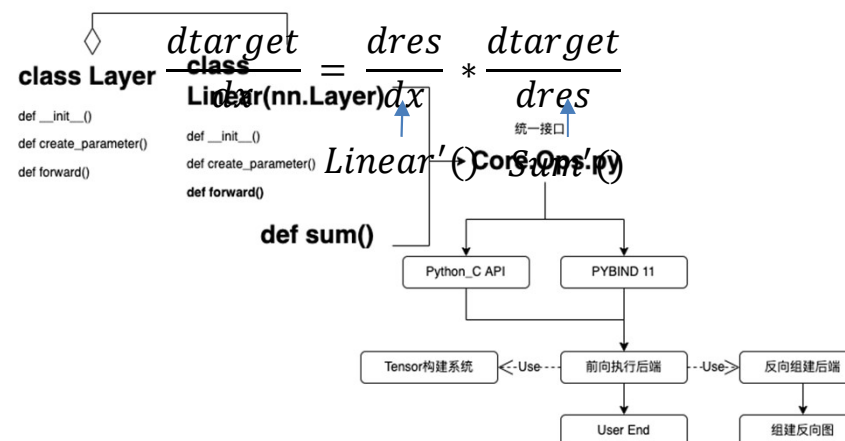 class Layer
def __init__()
def create_parameter()
def forward()
class
Linear(nn.Layer)
def __init__()
def create_parameter()
def forward()
def sum()
dtarget/dx = dres/dx * dtarget/dres
Linear′()
Sum′()
统一接口
Core.Ops.py
Python_C API
PYBIND 11
Tensor构建系统
Use
前向执行后端
Use
反向组建后端
User End
组建反向图